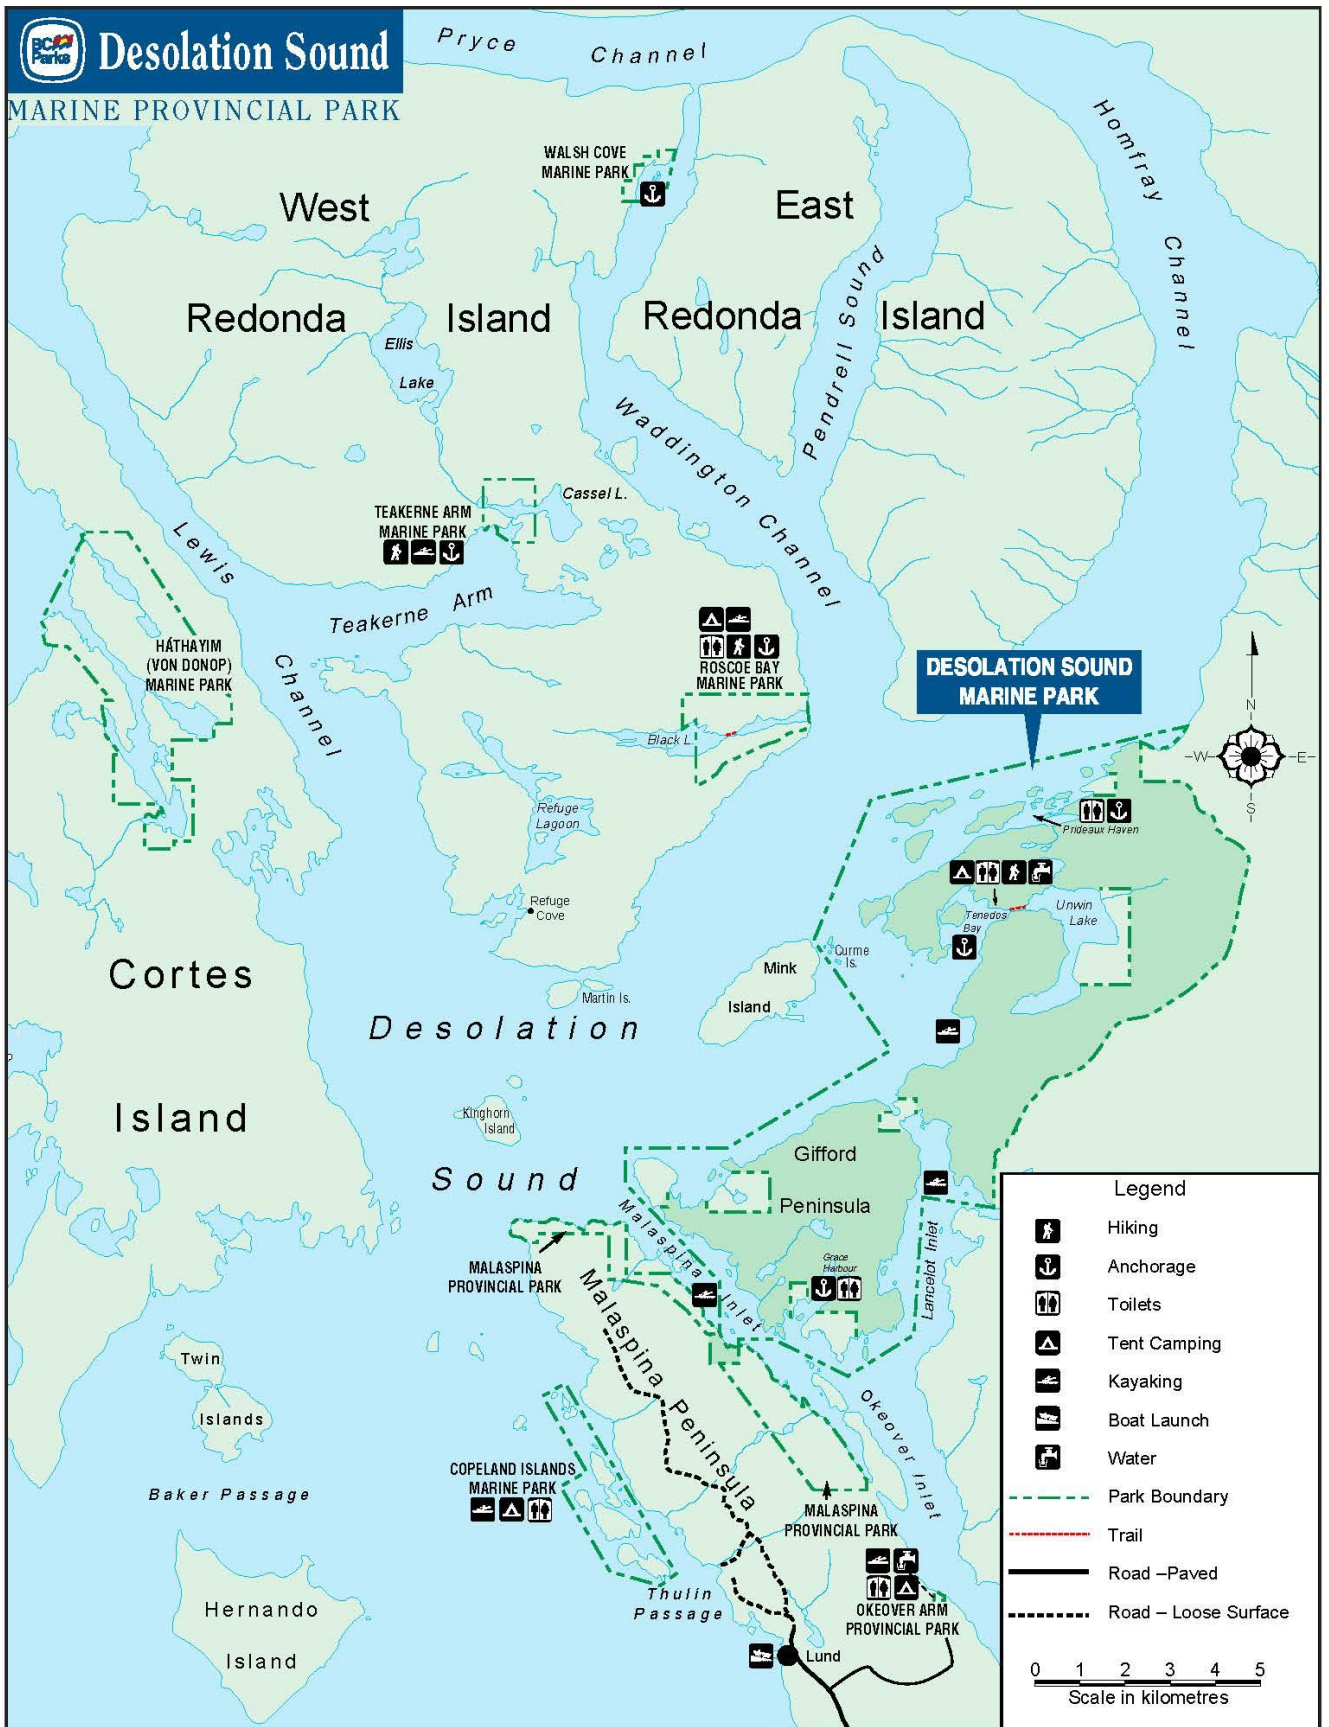 BC Parks
Desolation Sound
MARINE PROVINCIAL PARK
Pryce Channel
Homfray Channel
WALSH COVE
MARINE PARK
West
Redonda Island
East
Redonda Island
Pendrell Sound
Ellis
Lake
Waddington Channel
Cassel L.
TEAKERNE ARM
MARINE PARK
Lewis Channel
Teakerne Arm
HÁTHAYIM
(VON DONOP)
MARINE PARK
ROSCOE BAY
MARINE PARK
Black L.
DESOLATION SOUND
MARINE PARK
N
W
E
S
Refuge
Lagoon
Prideaux Haven
Refuge
Cove
Tenedos
Bay
Unwin
Lake
Curme
Is.
Mink
Island
Martin Is.
Cortes
Island
Desolation
Sound
Kinghorn
Island
Gifford
Peninsula
Malaspina Inlet
Grace
Harbour
Lancelot Inlet
MALASPINA
PROVINCIAL PARK
Malaspina Peninsula
Okeover Inlet
Twin
Islands
COPELAND ISLANDS
MARINE PARK
Baker Passage
MALASPINA
PROVINCIAL PARK
Thulin
Passage
OKEOVER ARM
PROVINCIAL PARK
Hernando
Island
Lund
Legend
Hiking
Anchorage
Toilets
Tent Camping
Kayaking
Boat Launch
Water
Park Boundary
Trail
Road –Paved
Road – Loose Surface
0 1 2 3 4 5
Scale in kilometres